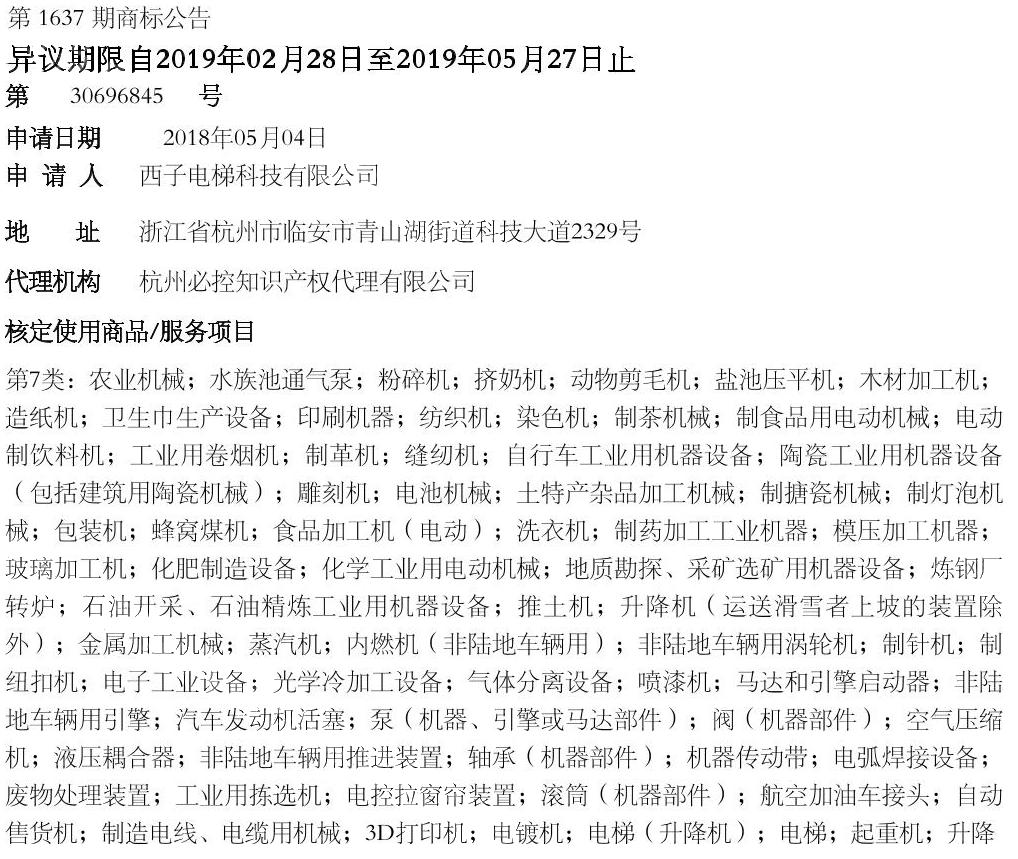 第 1637 期商标公告
异议期限自2019年02月28日至2019年05月27日止
第 30696845 号
申请日期 2018年05月04日
申 请 人 西子电梯科技有限公司
地 址 浙江省杭州市临安市青山湖街道科技大道2329号
代理机构 杭州必控知识产权代理有限公司
核定使用商品/服务项目
第7类：农业机械；水族池通气泵；粉碎机；挤奶机；动物剪毛机；盐池压平机；木材加工机；
造纸机；卫生巾生产设备；印刷机器；纺织机；染色机；制茶机械；制食品用电动机械；电动
制饮料机；工业用卷烟机；制革机；缝纫机；自行车工业用机器设备；陶瓷工业用机器设备
（包括建筑用陶瓷机械）；雕刻机；电池机械；土特产杂品加工机械；制搪瓷机械；制灯泡机
械；包装机；蜂窝煤机；食品加工机（电动）；洗衣机；制药加工工业机器；模压加工机器；
玻璃加工机；化肥制造设备；化学工业用电动机械；地质勘探、采矿选矿用机器设备；炼钢厂
转炉；石油开采、石油精炼工业用机器设备；推土机；升降机（运送滑雪者上坡的装置除
外）；金属加工机械；蒸汽机；内燃机（非陆地车辆用）；非陆地车辆用涡轮机；制针机；制
纽扣机；电子工业设备；光学冷加工设备；气体分离设备；喷漆机；马达和引擎启动器；非陆
地车辆用引擎；汽车发动机活塞；泵（机器、引擎或马达部件）；阀（机器部件）；空气压缩
机；液压耦合器；非陆地车辆用推进装置；轴承（机器部件）；机器传动带；电弧焊接设备；
废物处理装置；工业用拣选机；电控拉窗帘装置；滚筒（机器部件）；航空加油车接头；自动
售货机；制造电线、电缆用机械；3D打印机；电镀机；电梯（升降机）；电梯；起重机；升降